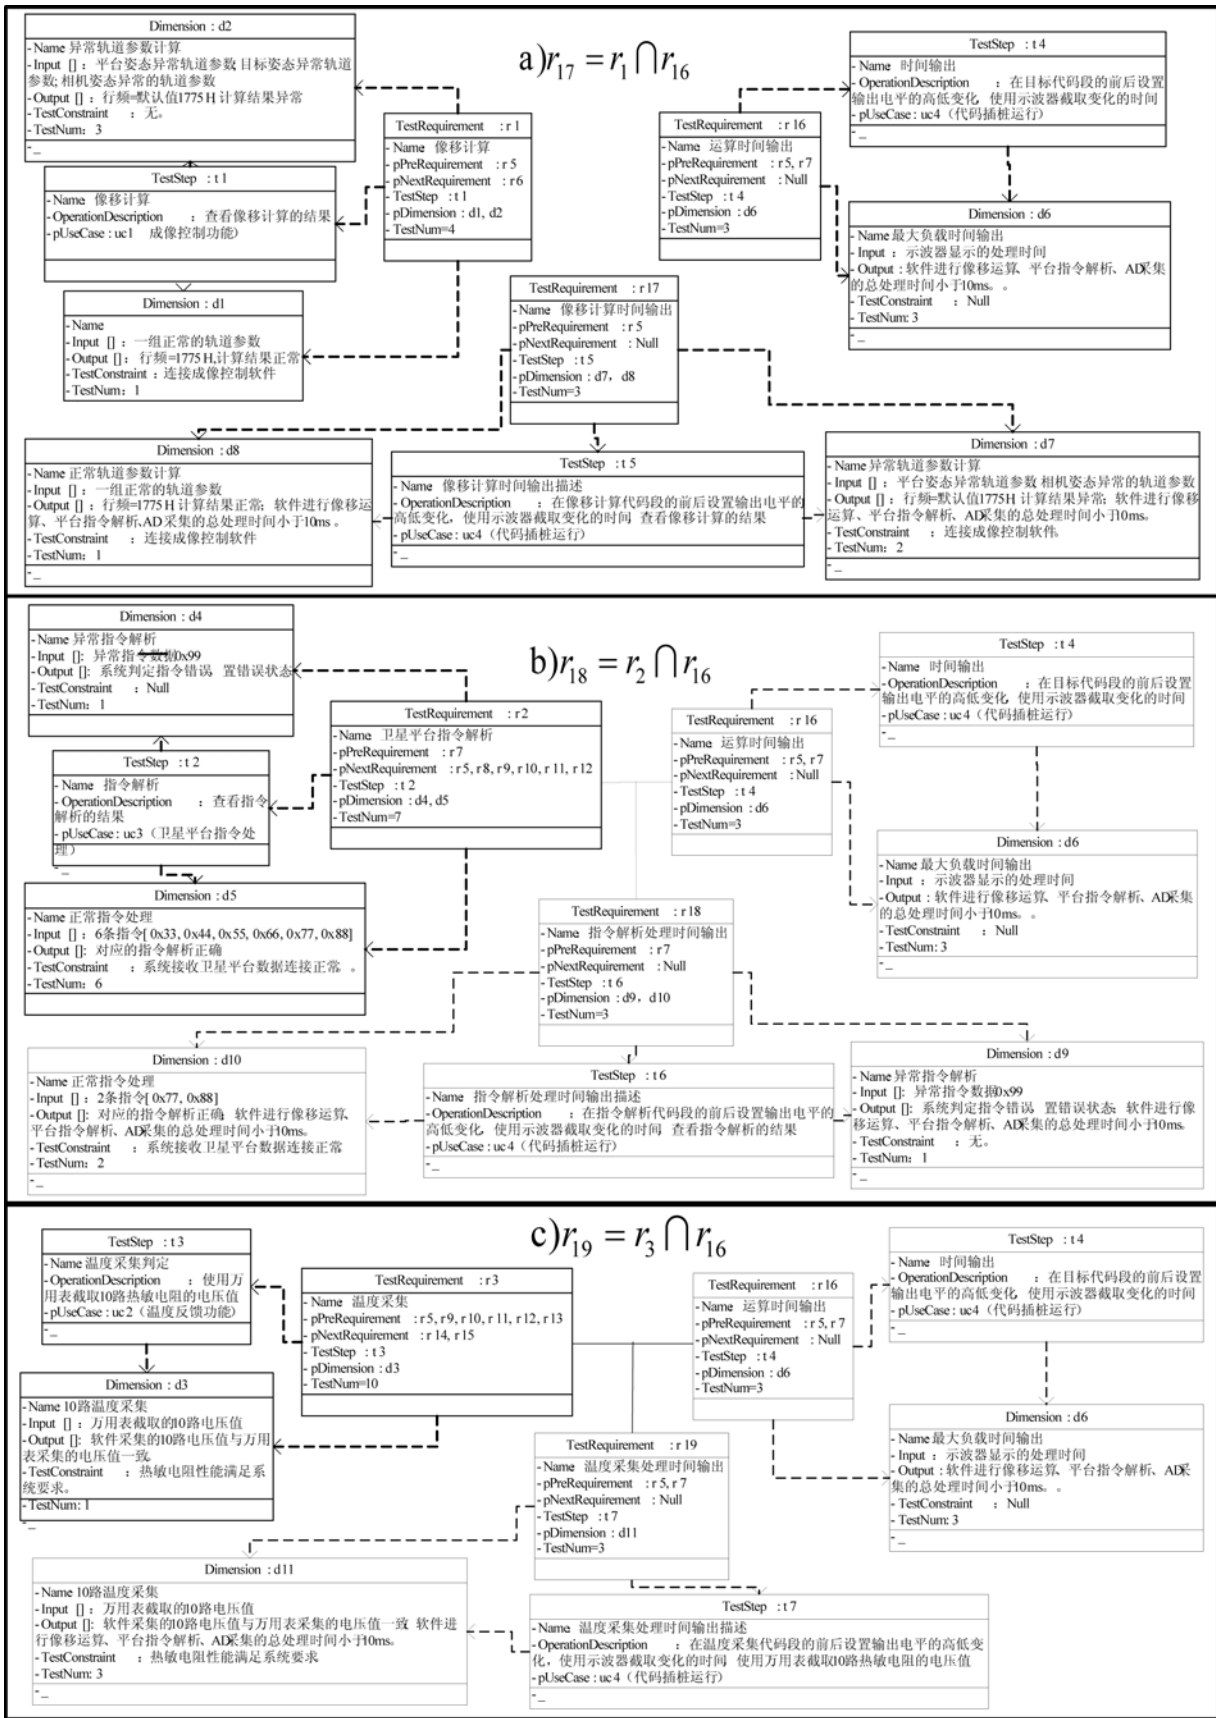 a)r17 = r1 ⋂ r16
Dimension : d2
- Name 异常轨道参数计算
- Input [] : 平台姿态异常轨道参数 目标姿态异常轨道
参数; 相机姿态异常的轨道参数
- Output [] : 行频=默认值1775 H 计算结果异常
- TestConstraint : 无。
- TestNum: 3
- _
TestStep : t 1
- Name: 像移计算
- OperationDescription : 查看像移计算的结果
- pUseCase : uc1 成像控制功能)
Dimension : d1
- Name
- Input [] : 一组正常的轨道参数
- Output []: 行频=1775 H,计算结果正常
- TestConstraint : 连接成像控制软件
- TestNum: 1
TestRequirement : r 1
- Name: 像移计算
- pPreRequirement : r 5
- pNextRequirement : r6
- TestStep : t 1
- pDimension : d1, d2
- TestNum=4
TestRequirement : r 16
- Name: 运算时间输出
- pPreRequirement : r 5, r 7
- pNextRequirement : Null
- TestStep : t 4
- pDimension : d6
- TestNum=3
TestStep : t 4
- Name: 时间输出
- OperationDescription : 在目标代码段的前后设置
输出电平的高低变化, 使用示波器截取变化的时间
- pUseCase : uc4 (代码插桩运行)
- _
Dimension : d6
- Name 最大负载时间输出
- Input : 示波器显示的处理时间
- Output : 软件进行像移运算、平台指令解析、AD采集
的总处理时间小于10ms。。
- TestConstraint : Null
- TestNum: 3
- _
TestRequirement : r17
- Name: 像移计算时间输出
- pPreRequirement : r 5
- pNextRequirement : Null
- TestStep : t 5
- pDimension : d7, d8
- TestNum=3
Dimension : d8
- Name 正常轨道参数计算
- Input [] : 一组正常的轨道参数
- Output [] : 行频=1775 H 计算结果正常; 软件进行像移运
算、平台指令解析、AD采集的总处理时间小于10ms 。
- TestConstraint : 连接成像控制软件
- TestNum: 1
- _
TestStep : t 5
- Name: 像移计算时间输出描述
- OperationDescription : 在像移计算代码段的前后设置输出电平的
高低变化, 使用示波器截取变化的时间, 查看像移计算的结果
- pUseCase : uc4 (代码插桩运行)
- _
Dimension : d7
- Name 异常轨道参数计算
- Input [] : 平台姿态异常轨道参数 相机姿态异常的轨道参数
- Output [] : 行频=默认值1775 H 计算结果异常; 软件进行像移
运算、平台指令解析、AD采集的总处理时间小于10ms。
- TestConstraint : 连接成像控制软件。
- TestNum: 2
- _
b)r18 = r2 ⋂ r16
Dimension : d4
- Name 异常指令解析
- Input []: 异常指令数据0x99
- Output []: 系统判定指令错误, 置错误状态
- TestConstraint : Null
- TestNum: 1
TestStep : t 2
- Name: 指令解析
- OperationDescription : 查看指令
解析的结果
- pUseCase : uc3 (卫星平台指令处
理)
- _
Dimension : d5
- Name 正常指令处理
- Input [] : 6条指令[ 0x33, 0x44, 0x55, 0x66, 0x77, 0x88]
- Output []: 对应的指令解析正确
- TestConstraint : 系统接收卫星平台数据连接正常 。
- TestNum: 6
TestRequirement : r2
- Name: 卫星平台指令解析
- pPreRequirement : r7
- pNextRequirement : r5, r8, r9, r10, r 11, r12
- TestStep : t 2
- pDimension : d4, d5
- TestNum=7
TestRequirement : r 16
- Name: 运算时间输出
- pPreRequirement : r5, r7
- pNextRequirement : Null
- TestStep : t 4
- pDimension : d6
- TestNum=3
TestStep : t 4
- Name: 时间输出
- OperationDescription : 在目标代码段的前后设置
输出电平的高低变化, 使用示波器截取变化的时间
- pUseCase : uc4 (代码插桩运行)
- _
Dimension : d6
- Name 最大负载时间输出
- Input : 示波器显示的处理时间
- Output : 软件进行像移运算、平台指令解析、AD采集
的总处理时间小于10ms。。
- TestConstraint : Null
- TestNum: 3
- _
TestRequirement : r18
- Name: 指令解析处理时间输出
- pPreRequirement : r7
- pNextRequirement : Null
- TestStep : t 6
- pDimension : d9, d10
- TestNum=3
Dimension : d10
- Name 正常指令处理
- Input [] : 2条指令[ 0x77, 0x88]
- Output []: 对应的指令解析正确, 软件进行像移运算、
平台指令解析、AD采集的总处理时间小于10ms。
- TestConstraint : 系统接收卫星平台数据连接正常
- TestNum: 2
- _
TestStep : t 6
- Name: 指令解析处理时间输出描述
- OperationDescription : 在指令解析代码段的前后设置输出电平的
高低变化, 使用示波器截取变化的时间, 查看指令解析的结果
- pUseCase : uc4 (代码插桩运行)
- _
Dimension : d9
- Name 异常指令解析
- Input []: 异常指令数据0x99
- Output []: 系统判定指令错误, 置错误状态; 软件进行像
移运算、平台指令解析、AD采集的总处理时间小于10ms。
- TestConstraint : 无。
- TestNum: 1
- _
c)r19 = r3 ⋂ r16
TestStep : t 3
- Name 温度采集判定
- OperationDescription : 使用万
用表截取10路热敏电阻的电压值
- pUseCase : uc2 (温度反馈功能)
- _
Dimension : d3
- Name 10路温度采集
- Input [] : 万用表截取的10路电压值
- Output []: 软件采集的10路电压值与万用
表采集的电压值一致。
- TestConstraint : 热敏电阻性能满足系
统要求。
- TestNum: 1
- _
TestRequirement : r3
- Name: 温度采集
- pPreRequirement : r 5, r9, r 10, r 11, r 12, r 13
- pNextRequirement : r 14, r15
- TestStep : t 3
- pDimension : d3
- TestNum=10
TestRequirement : r16
- Name: 运算时间输出
- pPreRequirement : r 5, r 7
- pNextRequirement : Null
- TestStep : t 4
- pDimension : d6
- TestNum=3
TestStep : t 4
- Name: 时间输出
- OperationDescription : 在目标代码段的前后设置
输出电平的高低变化, 使用示波器截取变化的时间
- pUseCase : uc4 (代码插桩运行)
- _
Dimension : d6
- Name 最大负载时间输出
- Input : 示波器显示的处理时间
- Output : 软件进行像移运算、平台指令解析、AD采
集的总处理时间小于10ms。。
- TestConstraint : Null
- TestNum: 3
- _
TestRequirement : r19
- Name: 温度采集处理时间输出
- pPreRequirement : r 5, r 7
- pNextRequirement : Null
- TestStep : t 7
- pDimension : d11
- TestNum=3
Dimension : d11
- Name 10路温度采集
- Input [] : 万用表截取的10路电压值
- Output []: 软件采集的10路电压值与万用表采集的电压值一致, 软件进
行像移运算、平台指令解析、AD采集的总处理时间小于10ms。
- TestConstraint : 热敏电阻性能满足系统要求
- TestNum: 3
- _
TestStep : t 7
- Name: 温度采集处理时间输出描述
- OperationDescription : 在温度采集代码段的前后设置输出电平的高低变
化, 使用示波器截取变化的时间, 使用万用表截取10路热敏电阻的电压值
- pUseCase : uc4 (代码插桩运行)
- _